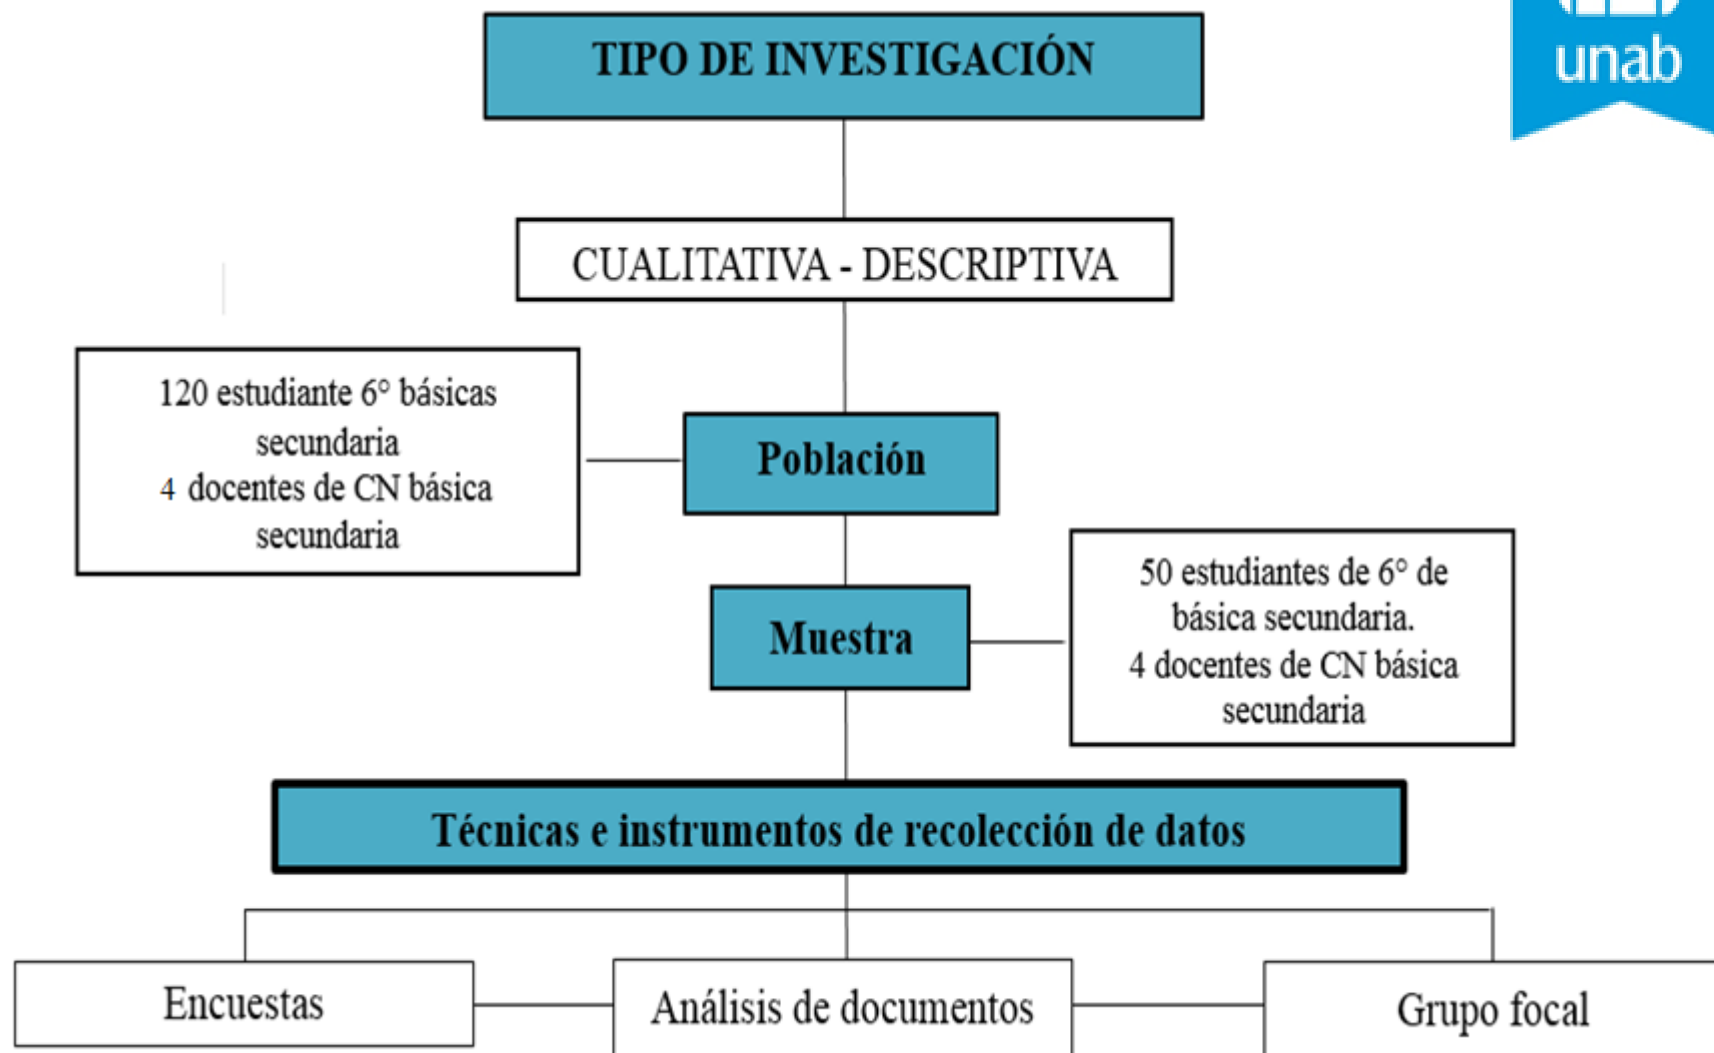 unab
TIPO DE INVESTIGACIÓN
CUALITATIVA - DESCRIPTIVA
120 estudiante 6° básicas
secundaria
4 docentes de CN básica
secundaria
Población
50 estudiantes de 6° de
básica secundaria.
4 docentes de CN básica
secundaria
Muestra
Técnicas e instrumentos de recolección de datos
Encuestas
Análisis de documentos
Grupo focal